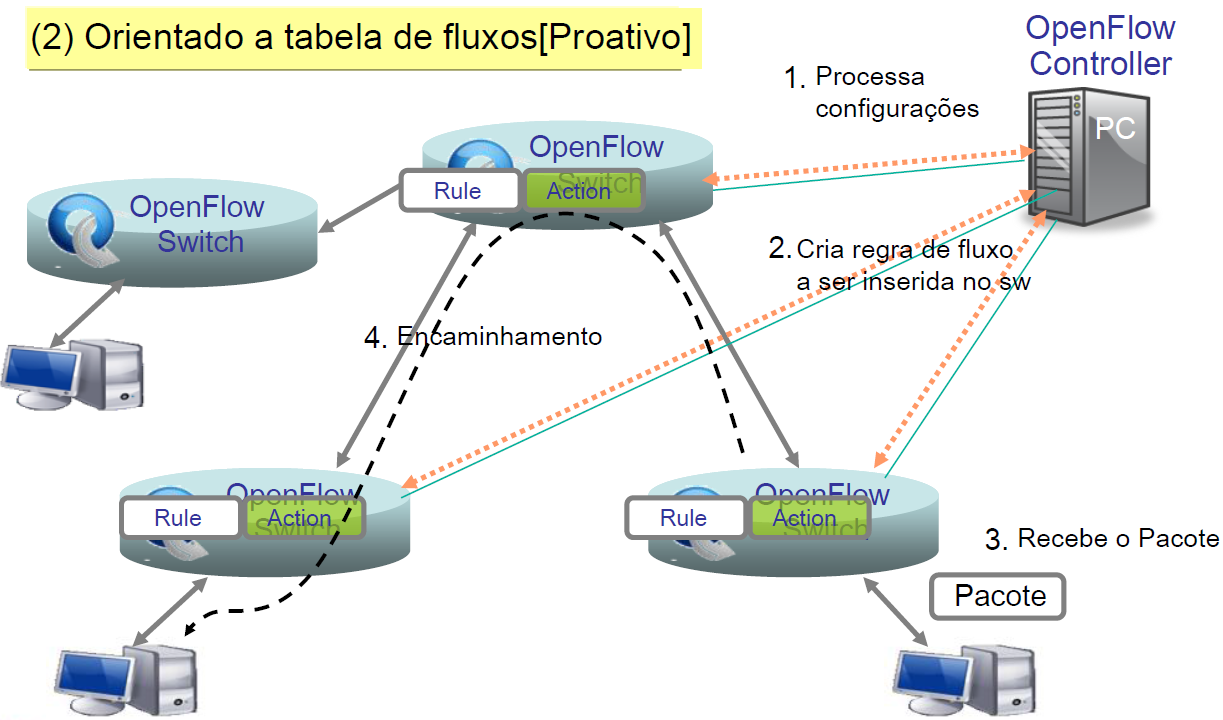 (2) Orientado a tabela de fluxos[Proativo]
OpenFlow
Controller
1. Processa
configurações
PC
OpenFlow
Switch
Rule
Action
OpenFlow
Switch
2. Cria regra de fluxo
a ser inserida no sw
4. Encaminhamento
OpenFlow
Switch
Rule
Action
OpenFlow
Switch
Rule
Action
3. Recebe o Pacote
Pacote